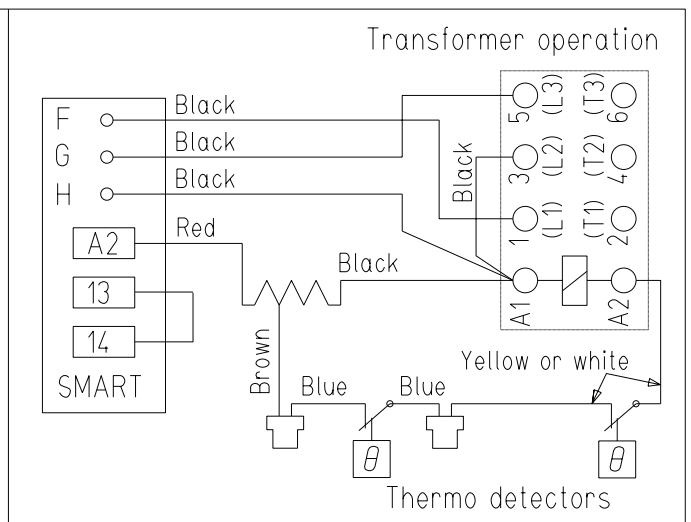 Transformer operation
F
G
H
A2
13
14
SMART
Black
Black
Black
Red
Black
Brown
Black
5
(L3)
(T3)
6
3
(L2)
(T2)
4
1
(L1)
(T1)
2
A1
A2
Yellow or white
Blue
Blue
θ
θ
Thermo detectors